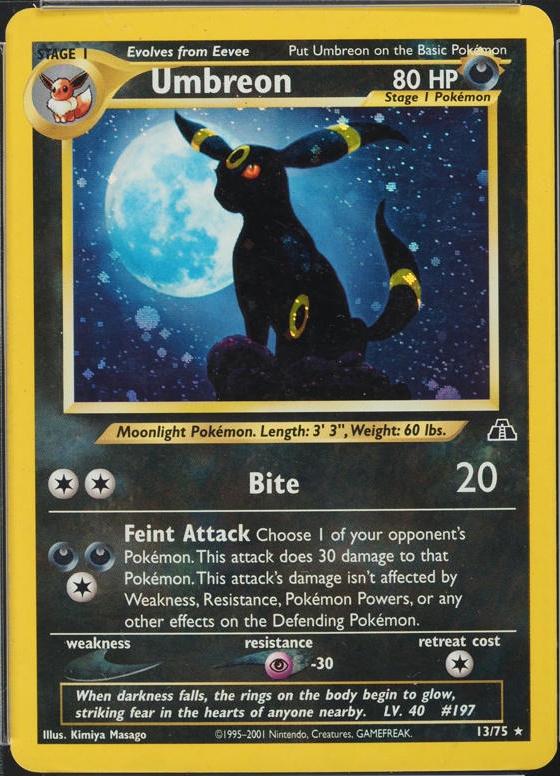 STAGE 1 Evolves from Eevee Put Umbreon on the Basic Pokémon
Umbreon 80 HP
Stage 1 Pokémon
Moonlight Pokémon. Length: 3' 3", Weight: 60 lbs.
Bite 20
Feint Attack Choose 1 of your opponent's
Pokémon. This attack does 30 damage to that
Pokémon. This attack's damage isn't affected by
Weakness, Resistance, Pokémon Powers, or any
other effects on the Defending Pokémon.
weakness resistance retreat cost
-30
When darkness falls, the rings on the body begin to glow,
striking fear in the hearts of anyone nearby. LV. 40 #197
Illus. Kimiya Masago ©1995-2001 Nintendo, Creatures, GAMEFREAK. 13/75 ★